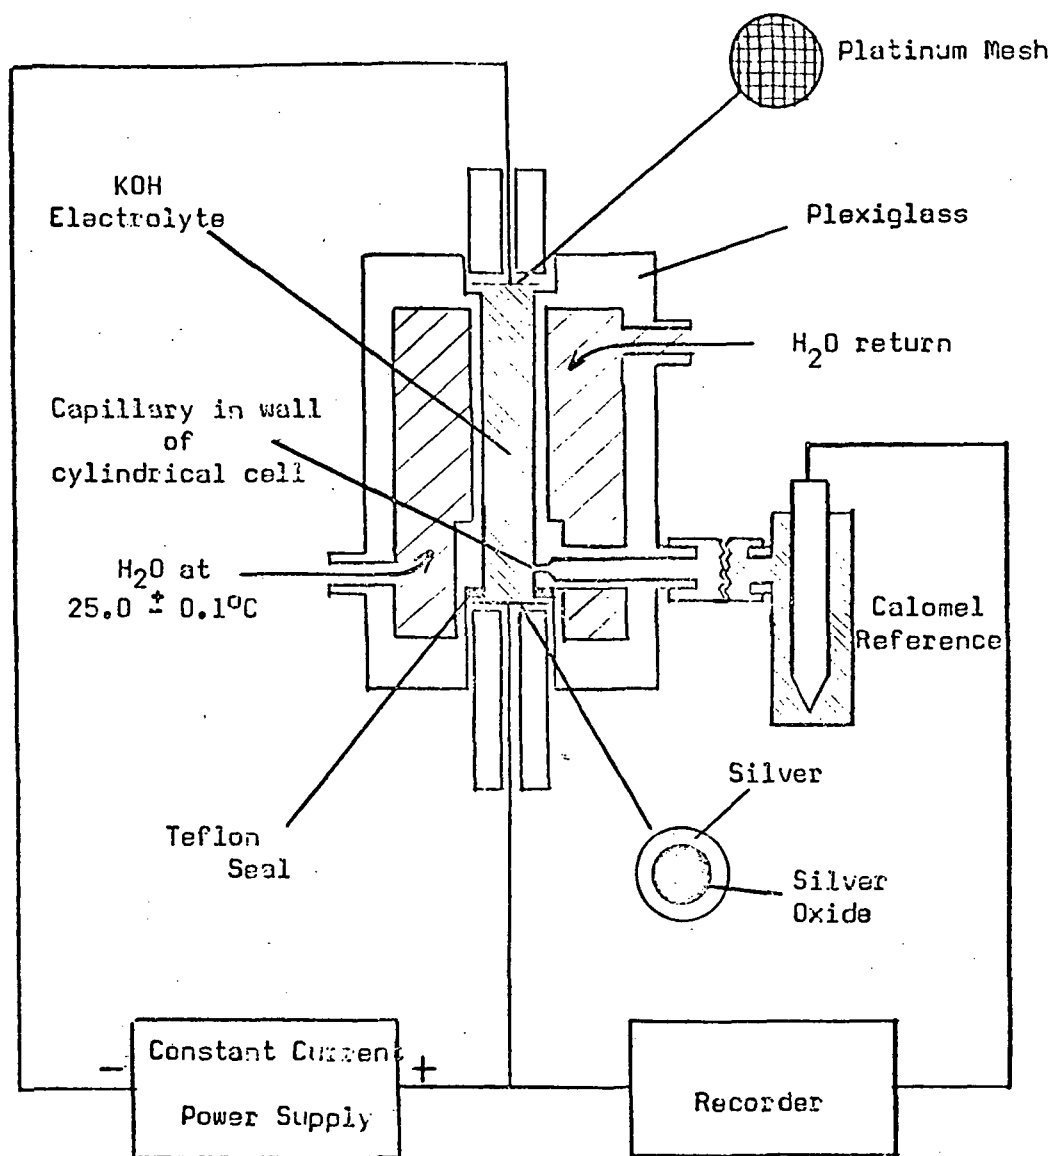 Platinum Mesh
KOH
Electrolyte
Plexiglass
H₂O return
Capillary in wall
of
cylindrical cell
H₂O at
25.0 ± 0.1°C
Calomel
Reference
Silver
Teflon
Seal
Silver
Oxide
Constant Current
- +
Power Supply
Recorder